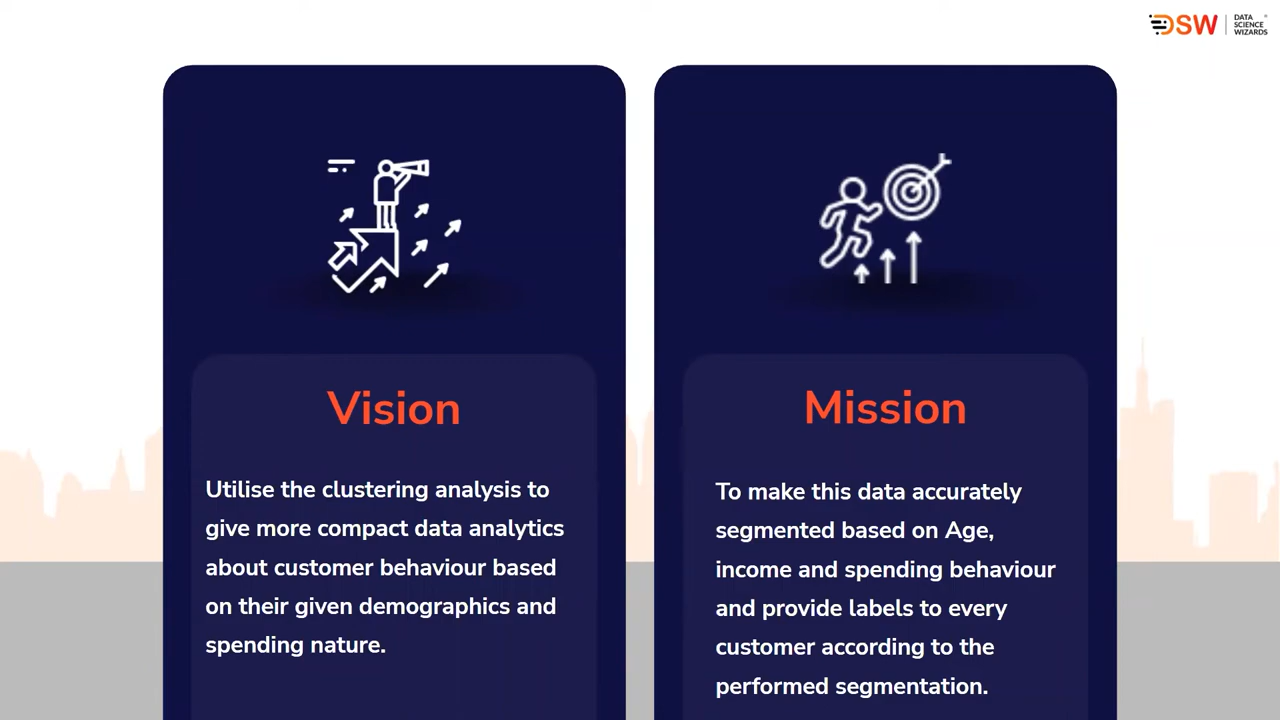 DSW
DATA
SCIENCE
WIZARDS
Vision
Utilise the clustering analysis to
give more compact data analytics
about customer behaviour based
on their given demographics and
spending nature.
Mission
To make this data accurately
segmented based on Age,
income and spending behaviour
and provide labels to every
customer according to the
performed segmentation.